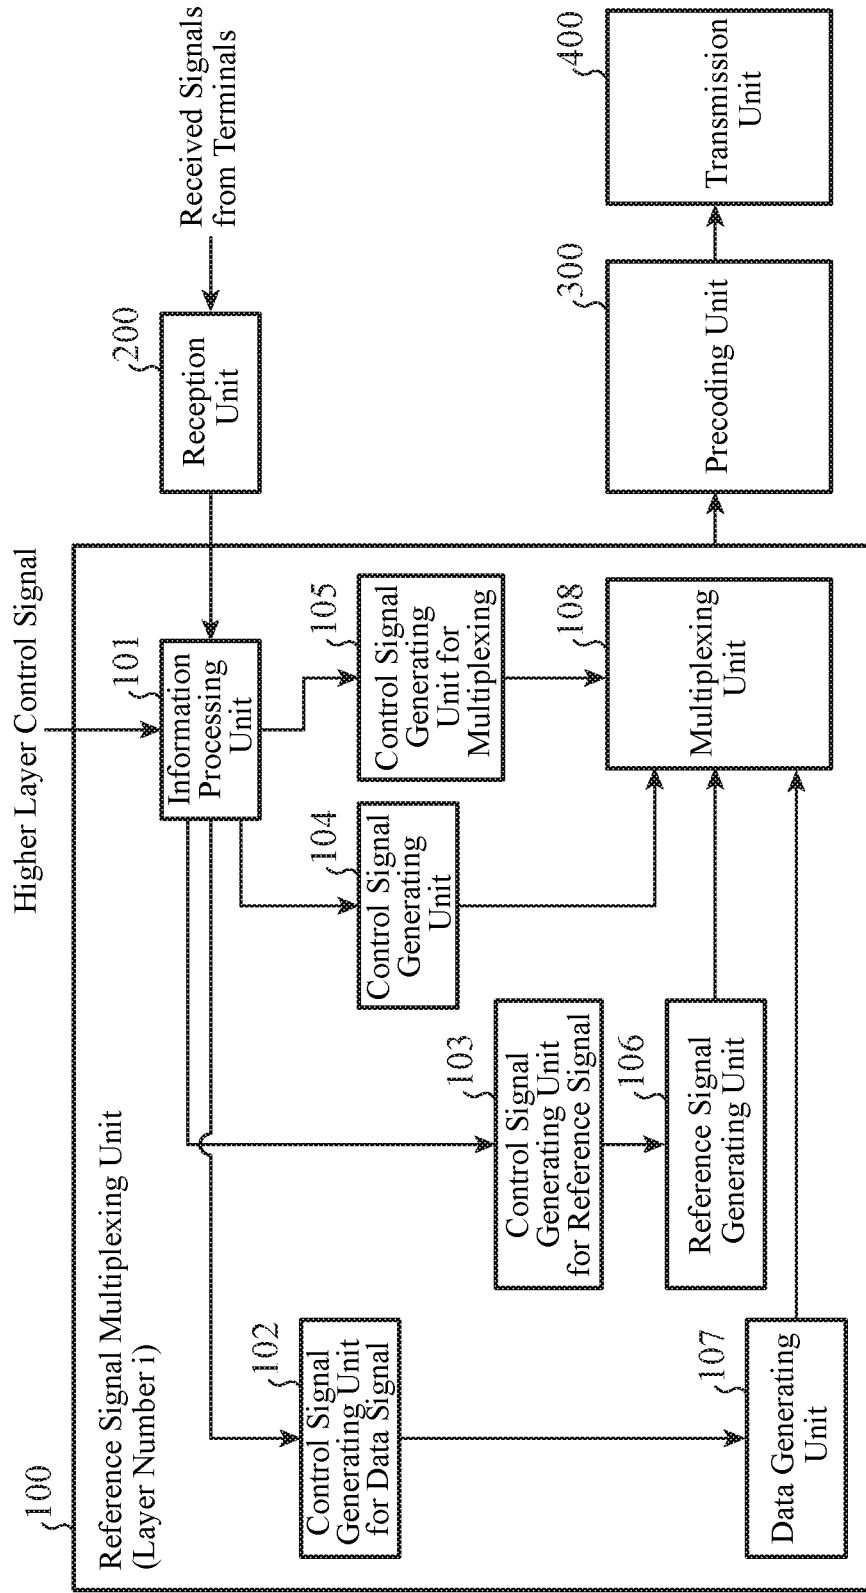 100
Reference Signal Multiplexing Unit
(Layer Number i)
Higher Layer Control Signal
101
Information
Processing
Unit
200
Reception
Unit
Received Signals
from Terminals
102
Control Signal
Generating Unit
for Data Signal
103
Control Signal
Generating Unit
for Reference Signal
104
Control Signal
Generating
Unit
105
Control Signal
Generating
Unit for
Multiplexing
106
Reference Signal
Generating Unit
107
Data Generating
Unit
108
Multiplexing
Unit
300
Precoding Unit
400
Transmission
Unit